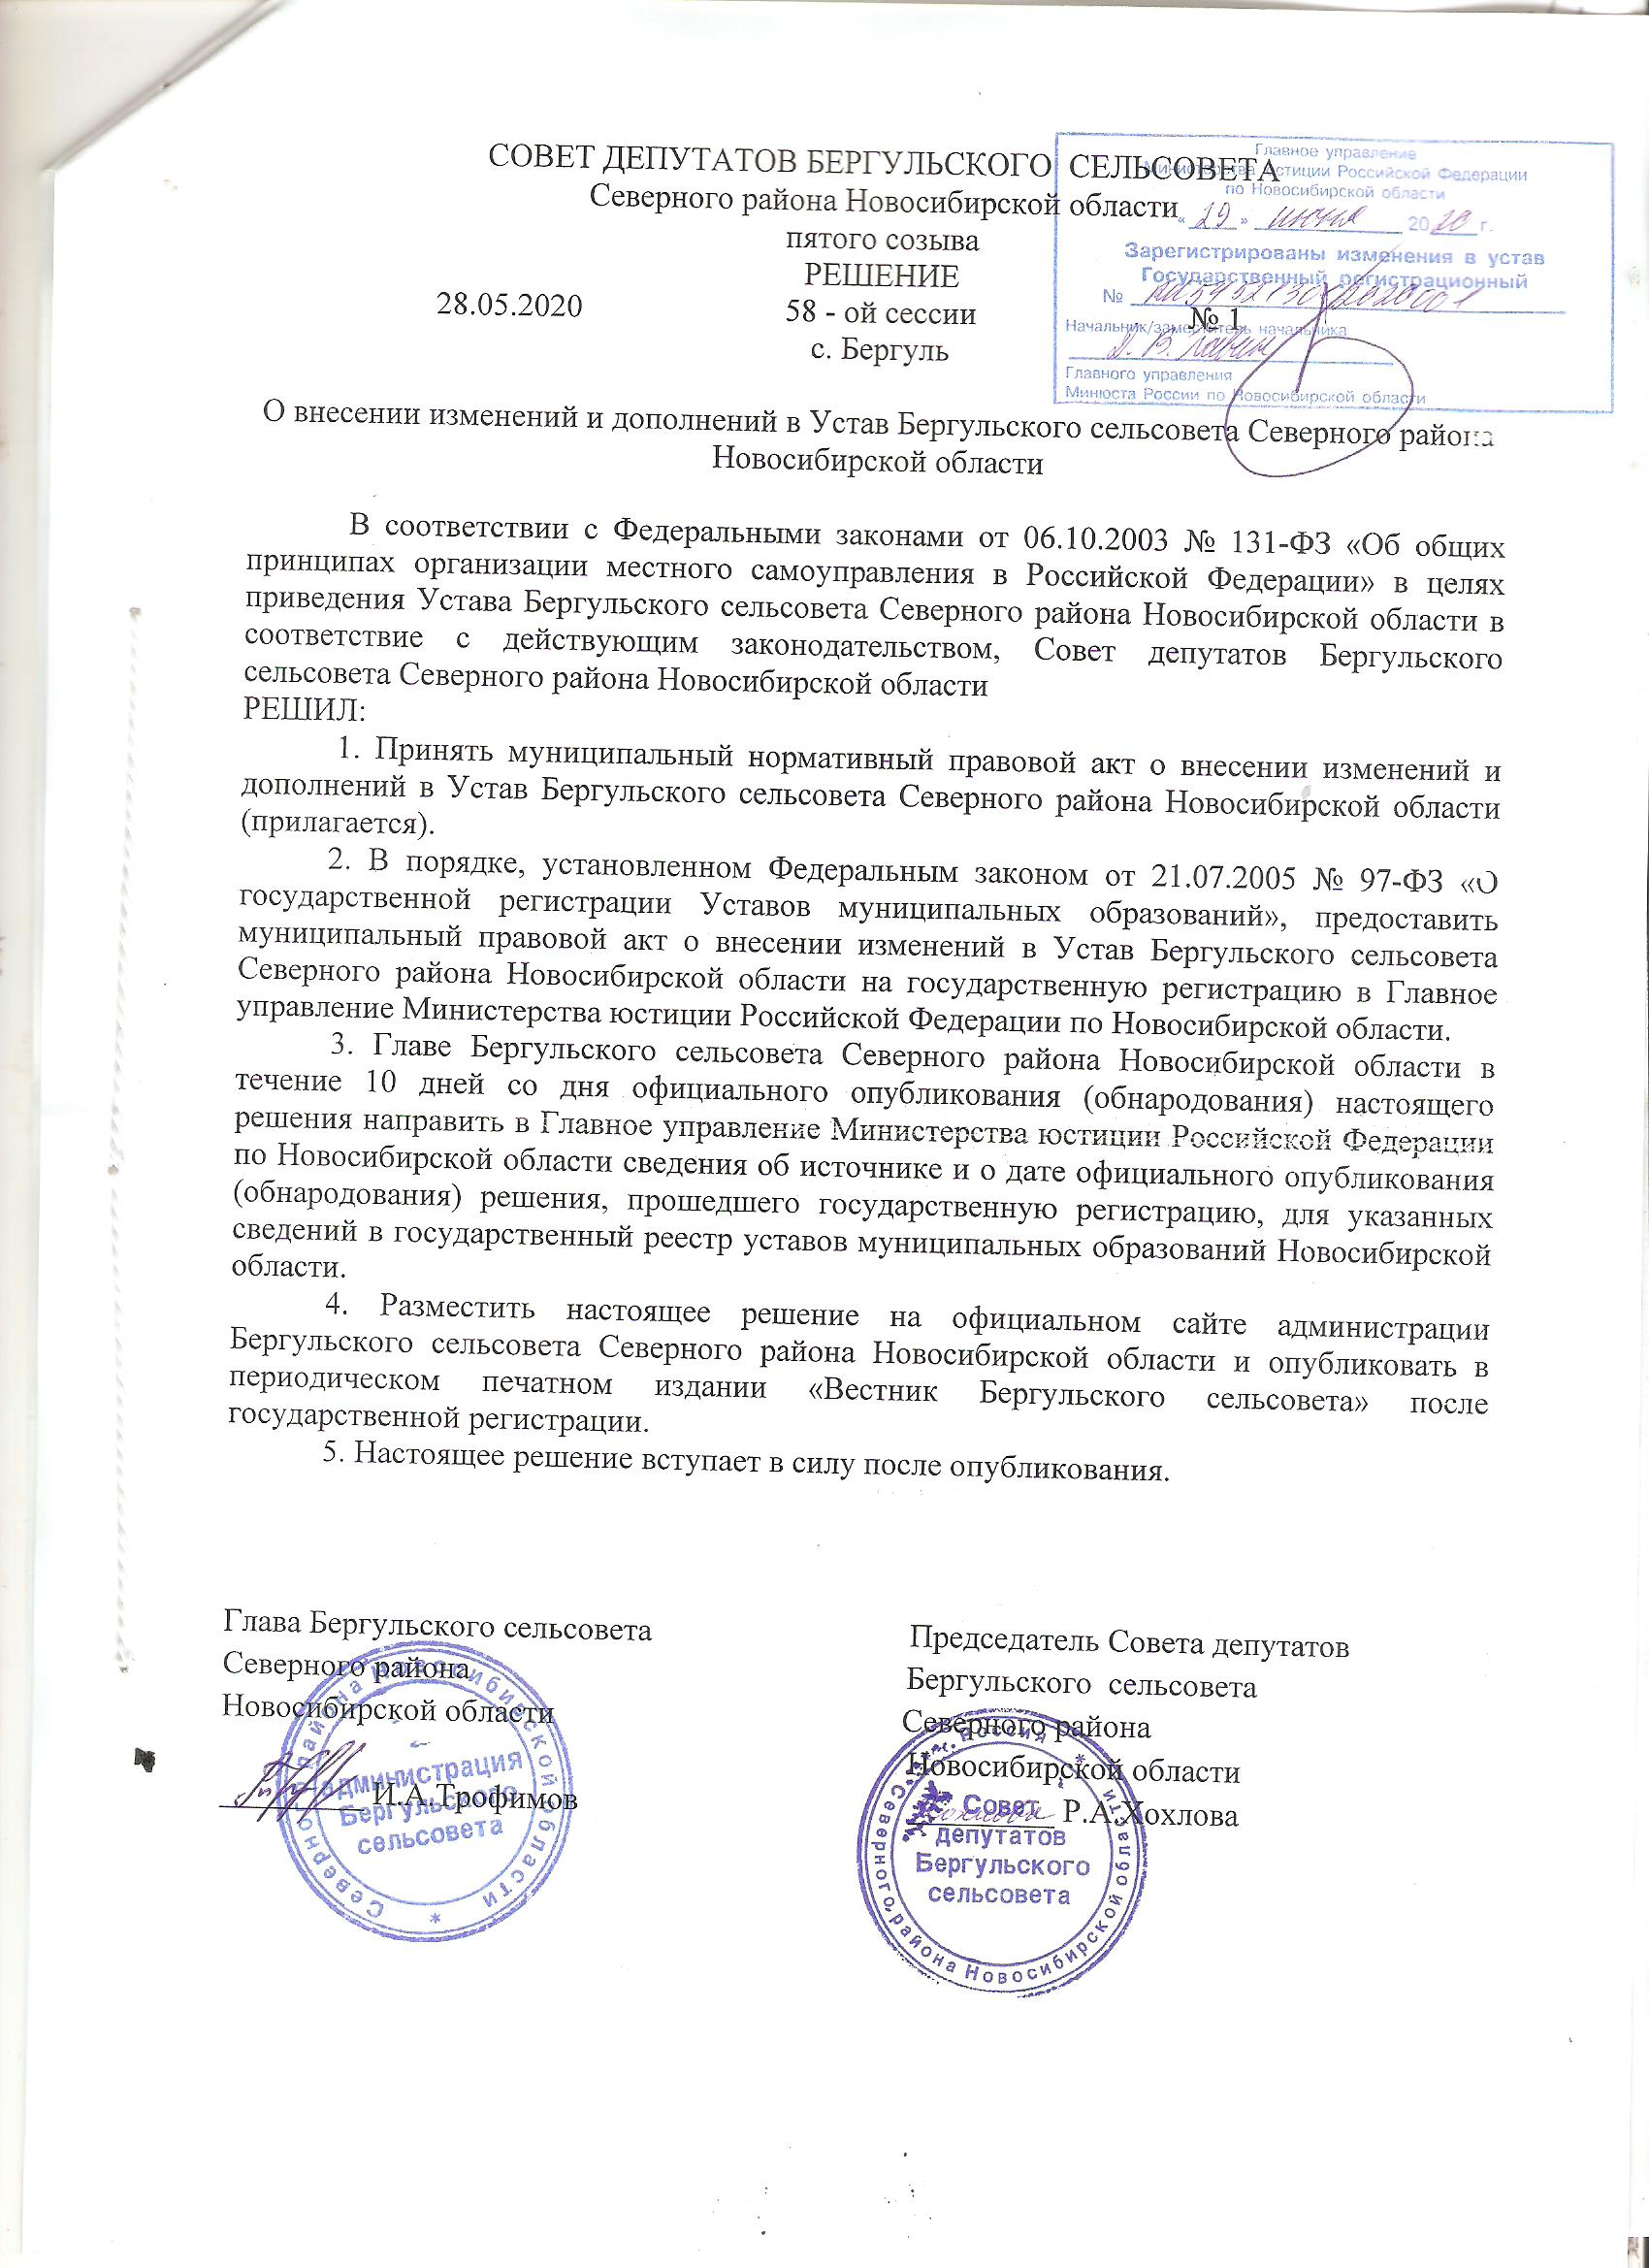 СОВЕТ ДЕПУТАТОВ БЕРГУЛЬСКОГО СЕЛЬСОВЕТА
Северного района Новосибирской области
пятого созыва
РЕШЕНИЕ
28.05.2020 58 - ой сессии № 1
с. Бергуль
Главное управление
Министерства юстиции Российской Федерации
по Новосибирской области
« 29 » июня 2020 г.
Зарегистрированы изменения в устав
Государственный регистрационный
№
Начальник/заместитель начальника
Главного управления
Минюста России по Новосибирской области
О внесении изменений и дополнений в Устав Бергульского сельсовета Северного района
Новосибирской области
В соответствии с Федеральными законами от 06.10.2003 № 131-ФЗ «Об общих
принципах организации местного самоуправления в Российской Федерации» в целях
приведения Устава Бергульского сельсовета Северного района Новосибирской области в
соответствие с действующим законодательством, Совет депутатов Бергульского
сельсовета Северного района Новосибирской области
РЕШИЛ:
1. Принять муниципальный нормативный правовой акт о внесении изменений и
дополнений в Устав Бергульского сельсовета Северного района Новосибирской области
(прилагается).
2. В порядке, установленном Федеральным законом от 21.07.2005 № 97-ФЗ «О
государственной регистрации Уставов муниципальных образований», предоставить
муниципальный правовой акт о внесении изменений в Устав Бергульского сельсовета
Северного района Новосибирской области на государственную регистрацию в Главное
управление Министерства юстиции Российской Федерации по Новосибирской области.
3. Главе Бергульского сельсовета Северного района Новосибирской области в
течение 10 дней со дня официального опубликования (обнародования) настоящего
решения направить в Главное управление Министерства юстиции Российской Федерации
по Новосибирской области сведения об источнике и о дате официального опубликования
(обнародования) решения, прошедшего государственную регистрацию, для указанных
сведений в государственный реестр уставов муниципальных образований Новосибирской
области.
4. Разместить настоящее решение на официальном сайте администрации
Бергульского сельсовета Северного района Новосибирской области и опубликовать в
периодическом печатном издании «Вестник Бергульского сельсовета» после
государственной регистрации.
5. Настоящее решение вступает в силу после опубликования.
Глава Бергульского сельсовета
Северного района
Новосибирской области
И.А.Трофимов
Северного района Новосибирской области *
администрация
Бергульского
сельсовета
Председатель Совета депутатов
Бергульского сельсовета
Северного района
Новосибирской области
Хохлова Р.А.Хохлова
Россия * Северного района Новосибирской области *
Совет
депутатов
Бергульского
сельсовета